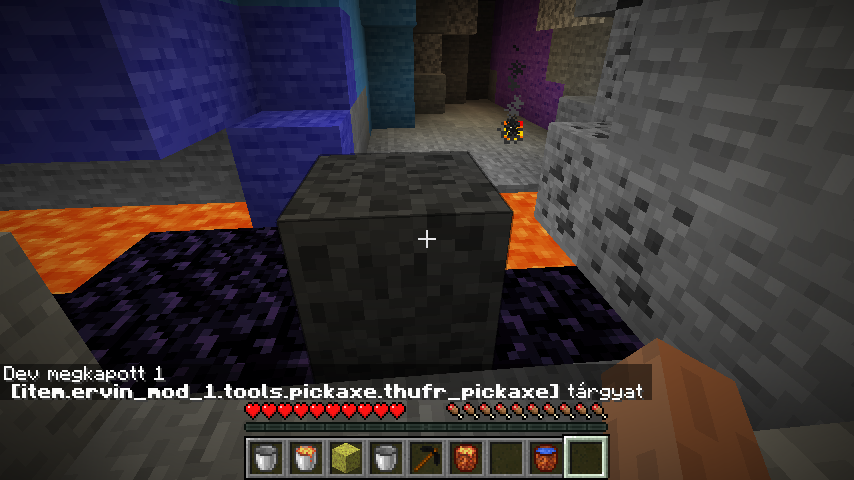 Dev megkapott 1
[item.ervin_mod_1.tools.pickaxe.thufr_pickaxe] tárgyat